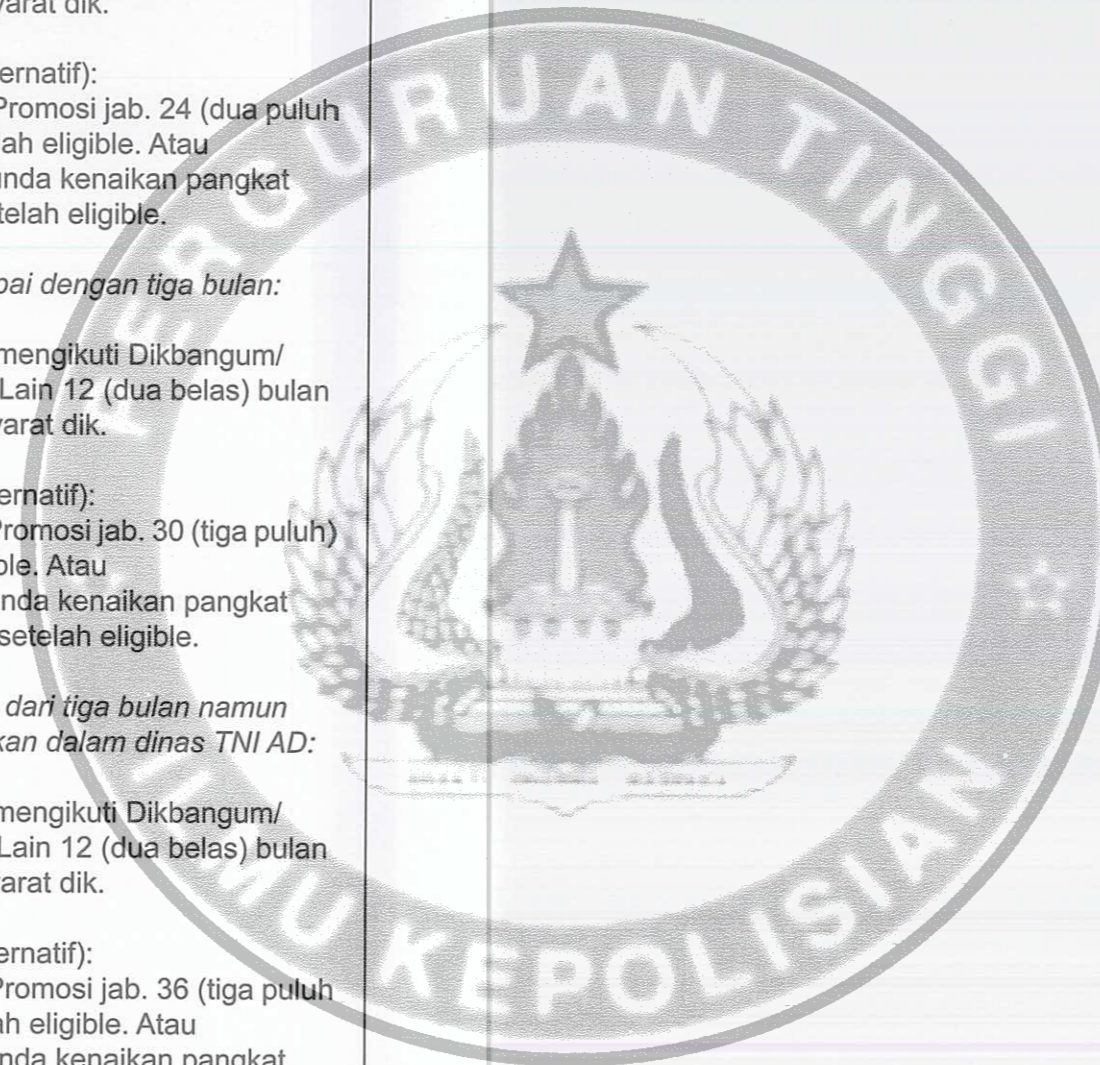 yarat dik.
ernatif):
Promosi jab. 24 (dua puluh
ah eligible. Atau
unda kenaikan pangkat
telah eligible.
pai dengan tiga bulan:
mengikuti Dikbangum/
Lain 12 (dua belas) bulan
yarat dik.
ernatif):
Promosi jab. 30 (tiga puluh)
ble. Atau
nda kenaikan pangkat
setelah eligible.
dari tiga bulan namun
kan dalam dinas TNI AD:
mengikuti Dikbangum/
Lain 12 (dua belas) bulan
yarat dik.
ernatif):
Promosi jab. 36 (tiga puluh
ah eligible. Atau
nda kenaikan pangkat
PERGURUAN TINGGI
ILMU KEPOLISIAN